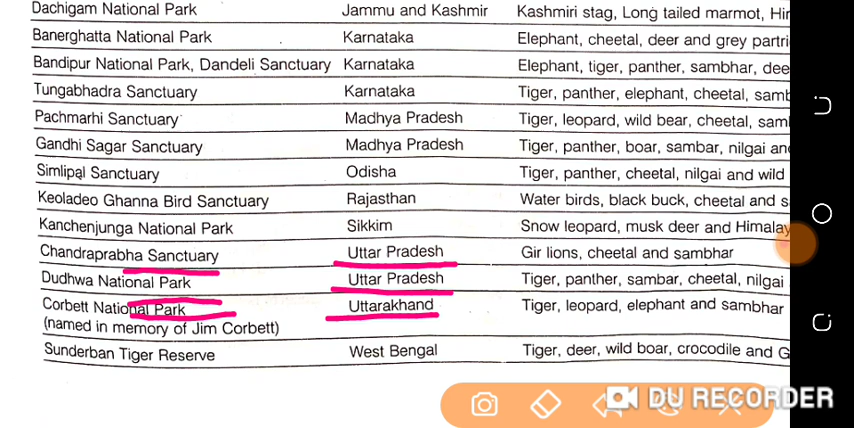 Dachigam National Park Jammu and Kashmir Kashmiri stag, Long tailed marmot, Hir
Banerghatta National Park Karnataka Elephant, cheetal, deer and grey partri
Bandipur National Park, Dandeli Sanctuary Karnataka Elephant, tiger, panther, sambhar, dee
Tungabhadra Sanctuary Karnataka Tiger, panther, elephant, cheetal, samb
Pachmarhi Sanctuary Madhya Pradesh Tiger, leopard, wild bear, cheetal, sam
Gandhi Sagar Sanctuary Madhya Pradesh Tiger, panther, boar, sambar, nilgai an
Simlipal Sanctuary Odisha Tiger, panther, cheetal, nilgai and wild
Keoladeo Ghanna Bird Sanctuary Rajasthan Water birds, black buck, cheetal and s
Kanchenjunga National Park Sikkim Snow leopard, musk deer and Himalay
Chandraprabha Sanctuary Uttar Pradesh Gir lions, cheetal and sambhar
Dudhwa National Park Uttar Pradesh Tiger, panther, sambar, cheetal, nilgai
Corbett National Park Uttarakhand Tiger, leopard, elephant and sambhar
(named in memory of Jim Corbett)
Sunderban Tiger Reserve West Bengal Tiger, deer, wild boar, crocodile and G
DU RECORDER